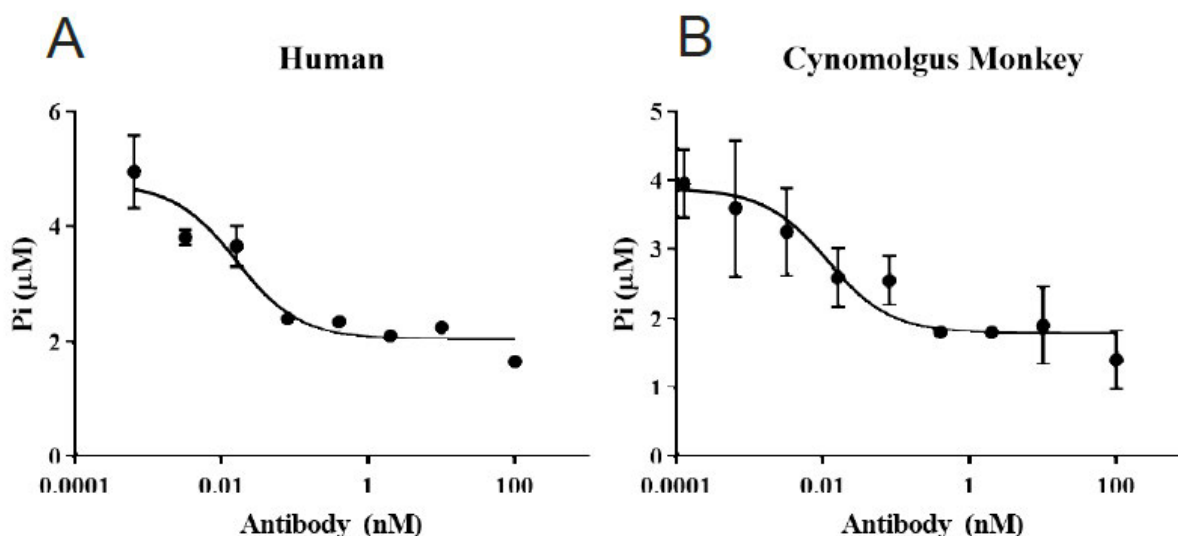 A
Human
6
4
2
0
Pi (μM)
0.0001 0.01 1 100
Antibody (nM)
B
Cynomolgus Monkey
5
4
3
2
1
0
Pi (μM)
0.0001 0.01 1 100
Antibody (nM)